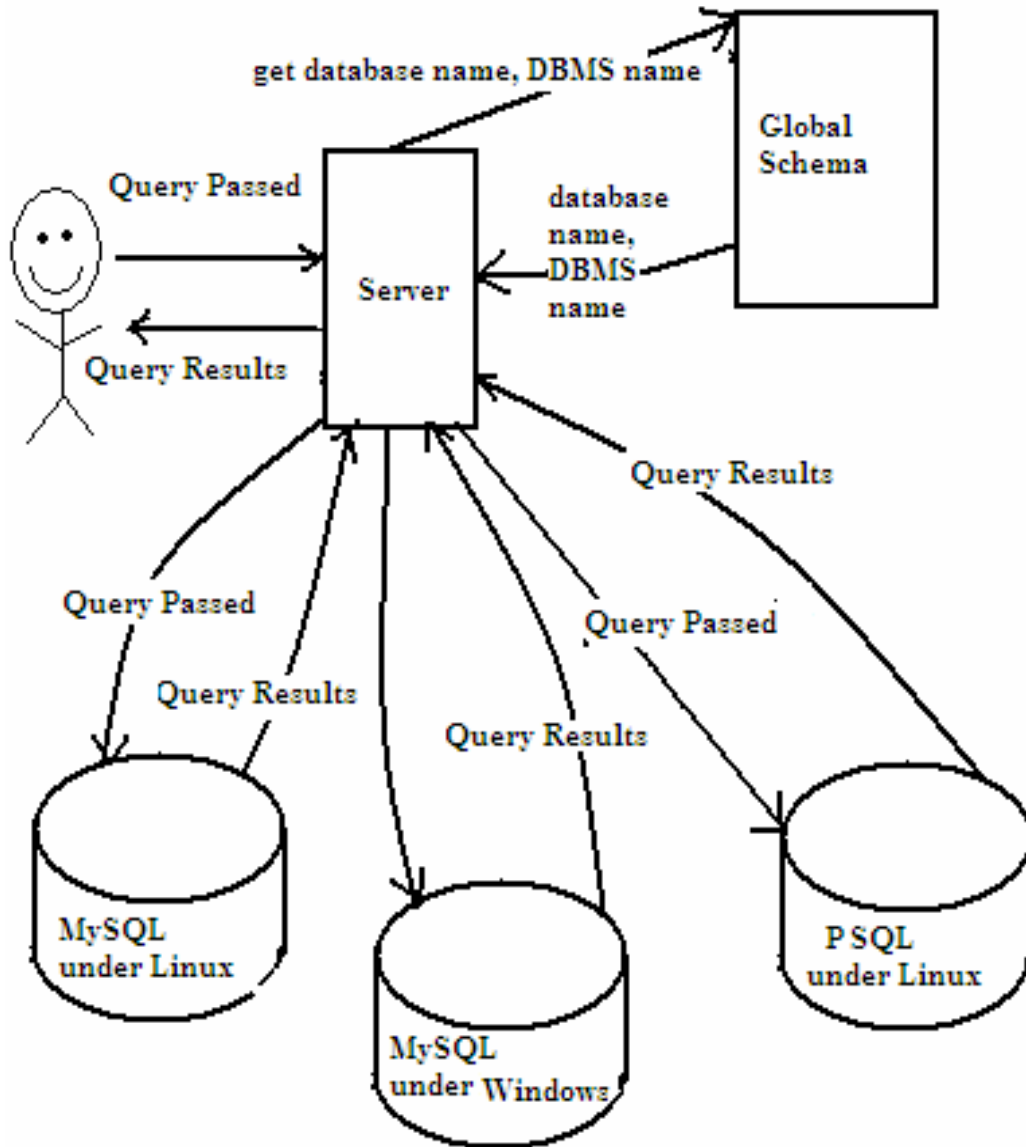 get database name, DBMS name
Global
Schema
Query Passed
database
name,
DBMS
name
Server
Query Results
Query Results
Query Passed
Query Passed
Query Results
Query Results
MySQL
under Linux
PSQL
under Linux
MySQL
under Windows